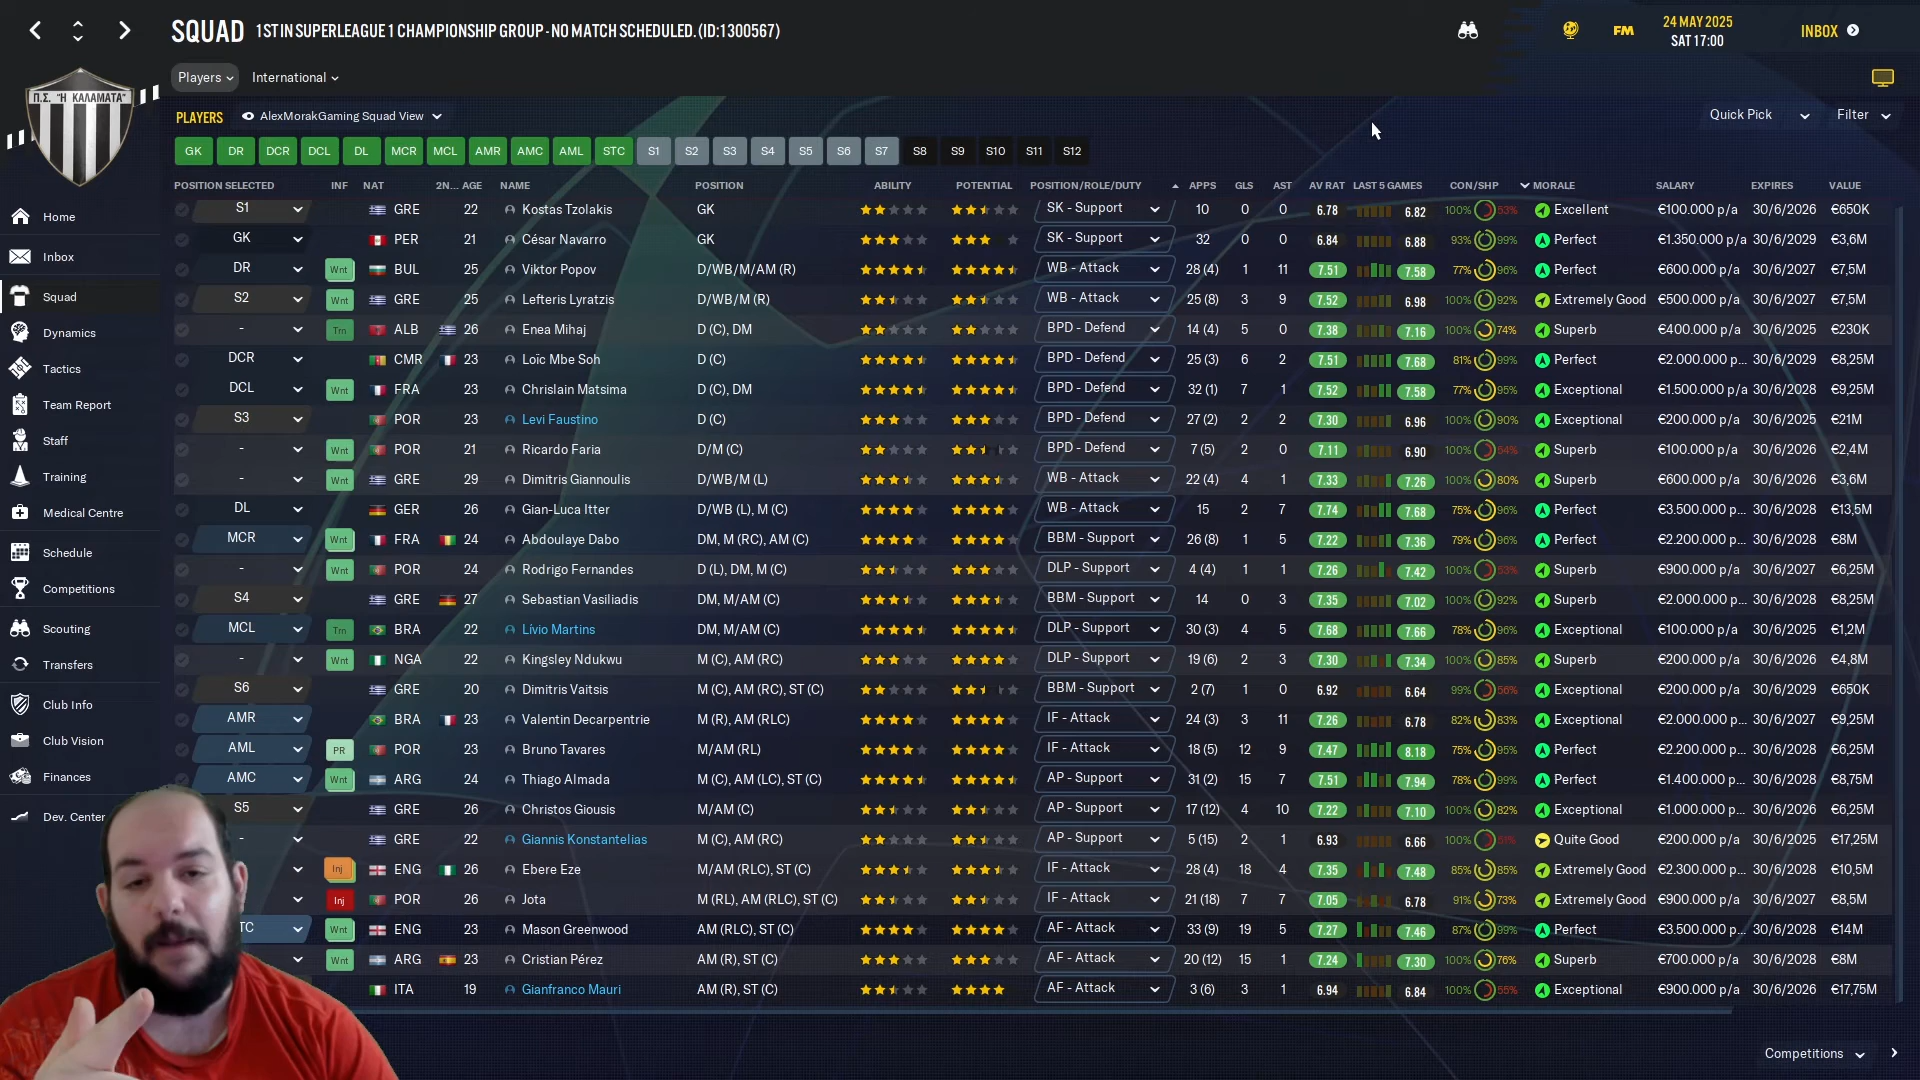 SQUAD 1ST IN SUPERLEAGUE 1 CHAMPIONSHIP GROUP - NO MATCH SCHEDULED. (ID:1300567)
FM 24 MAY 2025 SAT 17:00 INBOX
Players International
Π.Σ. "Η ΚΑΛΑΜΑΤΑ"
PLAYERS AlexMorakGaming Squad View Quick Pick Filter
GK DR DCR DCL DL MCR MCL AMR AMC AML STC S1 S2 S3 S4 S5 S6 S7 S8 S9 S10 S11 S12
POSITION SELECTED INF NAT 2N... AGE NAME POSITION ABILITY POTENTIAL POSITION/ROLE/DUTY APPS GLS AST AV RAT LAST 5 GAMES CON/SHP MORALE SALARY EXPIRES VALUE
S1 GRE 22 Kostas Tzolakis GK SK - Support 10 0 0 6.78 6.82 100% 53% Excellent €100.000 p/a 30/6/2026 €650K
GK PER 21 César Navarro GK SK - Support 32 0 0 6.84 6.88 93% 99% Perfect €1.350.000 p/a 30/6/2029 €3,6M
DR Wnt BUL 25 Viktor Popov D/WB/M/AM (R) WB - Attack 28 (4) 1 11 7.51 7.58 77% 96% Perfect €600.000 p/a 30/6/2027 €7,5M
S2 Wnt GRE 25 Lefteris Lyratzis D/WB/M (R) WB - Attack 25 (8) 3 9 7.52 6.98 100% 92% Extremely Good €500.000 p/a 30/6/2027 €7,5M
- Trn ALB 26 Enea Mihaj D (C), DM BPD - Defend 14 (4) 5 0 7.38 7.16 100% 74% Superb €400.000 p/a 30/6/2025 €230K
DCR CMR 23 Loïc Mbe Soh D (C) BPD - Defend 25 (3) 6 2 7.51 7.68 81% 99% Perfect €2.000.000 p... 30/6/2029 €8,25M
DCL Wnt FRA 23 Chrislain Matsima D (C), DM BPD - Defend 32 (1) 7 1 7.52 7.58 77% 95% Exceptional €1.500.000 p/a 30/6/2028 €9,25M
S3 POR 23 Levi Faustino D (C) BPD - Defend 27 (2) 2 2 7.30 6.96 100% 90% Exceptional €200.000 p/a 30/6/2025 €21M
- Wnt POR 21 Ricardo Faria D/M (C) BPD - Defend 7 (5) 2 0 7.11 6.90 100% 54% Superb €100.000 p/a 30/6/2026 €2,4M
- Wnt GRE 29 Dimitris Giannoulis D/WB/M (L) WB - Attack 22 (4) 4 1 7.33 7.26 100% 80% Superb €600.000 p/a 30/6/2026 €3,6M
DL GER 26 Gian-Luca Itter D/WB (L), M (C) WB - Attack 15 2 7 7.74 7.68 75% 96% Perfect €3.500.000 p... 30/6/2028 €13,5M
MCR Wnt FRA 24 Abdoulaye Dabo DM, M (RC), AM (C) BBM - Support 26 (8) 1 5 7.22 7.36 79% 96% Perfect €2.200.000 p... 30/6/2028 €8M
- Wnt POR 24 Rodrigo Fernandes D (L), DM, M (C) DLP - Support 4 (4) 1 1 7.26 7.42 100% 53% Superb €900.000 p/a 30/6/2027 €6,25M
S4 GRE 27 Sebastian Vasiliadis DM, M/AM (C) BBM - Support 14 0 3 7.35 7.02 100% 92% Superb €2.000.000 p... 30/6/2028 €8,25M
MCL Trn BRA 22 Lívio Martins DM, M/AM (C) DLP - Support 30 (3) 4 5 7.68 7.66 78% 96% Exceptional €100.000 p/a 30/6/2025 €1,2M
- Wnt NGA 22 Kingsley Ndukwu M (C), AM (RC) DLP - Support 19 (6) 2 3 7.30 7.34 100% 85% Superb €200.000 p/a 30/6/2026 €4,8M
S6 GRE 20 Dimitris Vaitsis M (C), AM (RC), ST (C) BBM - Support 2 (7) 1 0 6.92 6.64 99% 56% Exceptional €200.000 p/a 30/6/2029 €650K
AMR BRA 23 Valentin Decarpentrie M (R), AM (RLC) IF - Attack 24 (3) 3 11 7.26 6.78 82% 83% Exceptional €2.000.000 p... 30/6/2027 €9,25M
AML PR POR 23 Bruno Tavares M/AM (RL) IF - Attack 18 (5) 12 9 7.47 8.18 75% 95% Perfect €2.200.000 p... 30/6/2028 €6,25M
AMC Wnt ARG 24 Thiago Almada M (C), AM (LC), ST (C) AP - Support 31 (2) 15 7 7.51 7.94 78% 99% Perfect €1.400.000 p... 30/6/2028 €8,75M
S5 GRE 26 Christos Giousis M/AM (C) AP - Support 17 (12) 4 10 7.22 7.10 100% 82% Exceptional €1.000.000 p... 30/6/2026 €6,25M
- GRE 22 Giannis Konstantelias M (C), AM (RC) AP - Support 5 (15) 2 1 6.93 6.66 100% 51% Quite Good €200.000 p/a 30/6/2025 €17,25M
Inj ENG 26 Ebere Eze M/AM (RLC), ST (C) IF - Attack 28 (4) 18 4 7.35 7.48 85% 85% Extremely Good €2.300.000 p... 30/6/2028 €10,5M
Inj POR 26 Jota M (RL), AM (RLC), ST (C) IF - Attack 21 (18) 7 7 7.05 6.78 91% 73% Extremely Good €900.000 p/a 30/6/2027 €8,5M
TC Wnt ENG 23 Mason Greenwood AM (RLC), ST (C) AF - Attack 33 (9) 19 5 7.27 7.46 87% 99% Perfect €3.500.000 p... 30/6/2028 €14M
Wnt ARG 23 Cristian Pérez AM (R), ST (C) AF - Attack 20 (12) 15 1 7.24 7.30 100% 76% Superb €700.000 p/a 30/6/2028 €8M
ITA 19 Gianfranco Mauri AM (R), ST (C) AF - Attack 3 (6) 3 1 6.94 6.84 100% 55% Exceptional €900.000 p/a 30/6/2026 €17,75M
Home
Inbox
Squad
Dynamics
Tactics
Team Report
Staff
Training
Medical Centre
Schedule
Competitions
Scouting
Transfers
Club Info
Club Vision
Finances
Dev. Center
Competitions